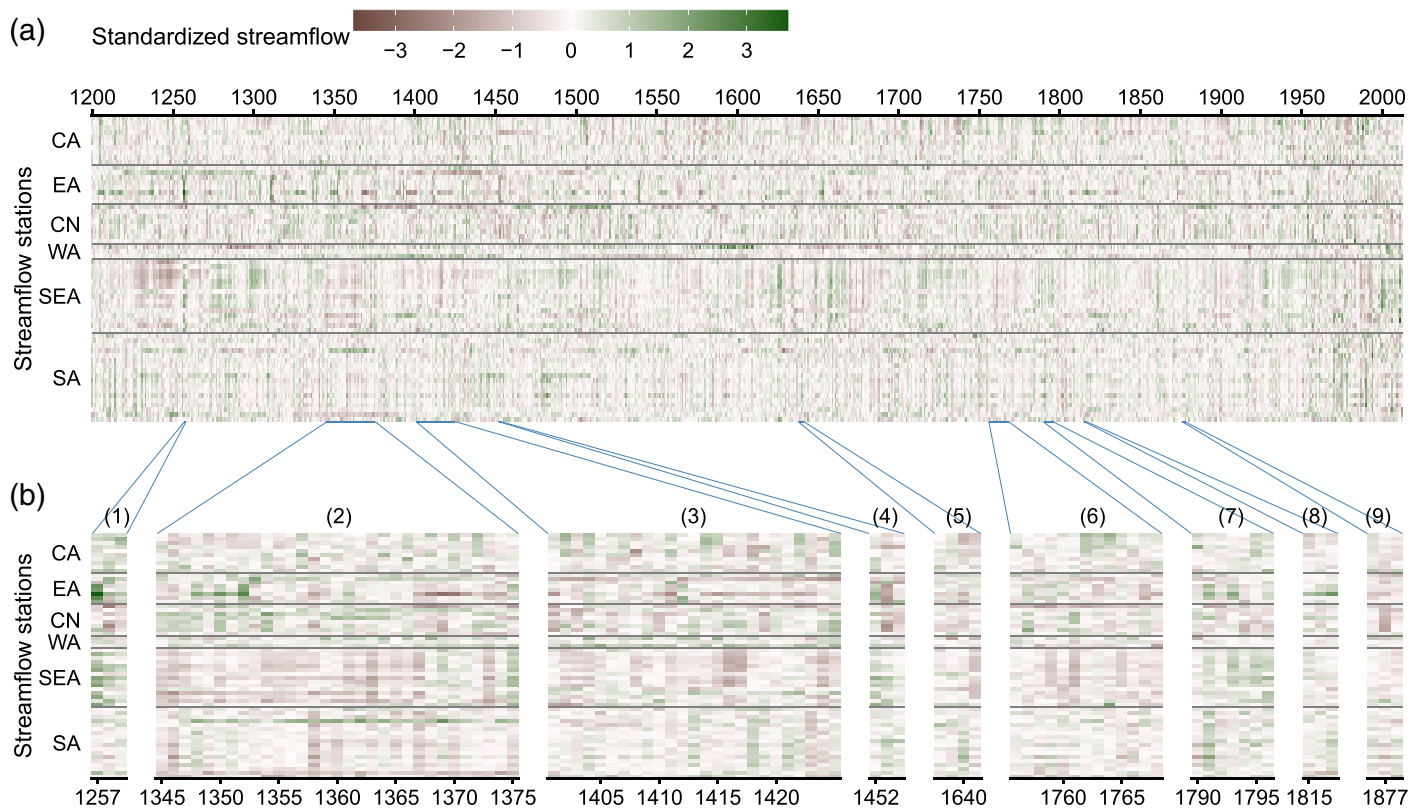 (a)
Standardized streamflow
−3 −2 −1 0 1 2 3
1200 1250 1300 1350 1400 1450 1500 1550 1600 1650 1700 1750 1800 1850 1900 1950 2000
Streamflow stations
CA
EA
CN
WA
SEA
SA
(b)
(1) (2) (3) (4) (5) (6) (7) (8) (9)
Streamflow stations
CA
EA
CN
WA
SEA
SA
1257 1345 1350 1355 1360 1365 1370 1375 1405 1410 1415 1420 1452 1640 1760 1765 1790 1795 1815 1877